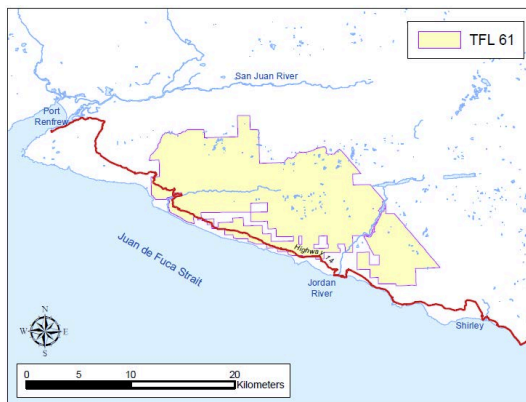 TFL 61
San Juan River
Port
Renfrew
Juan de Fuca Strait
Highway 14
Jordan
River
Shirley
N
W E
S
0 5 10 20
Kilometers